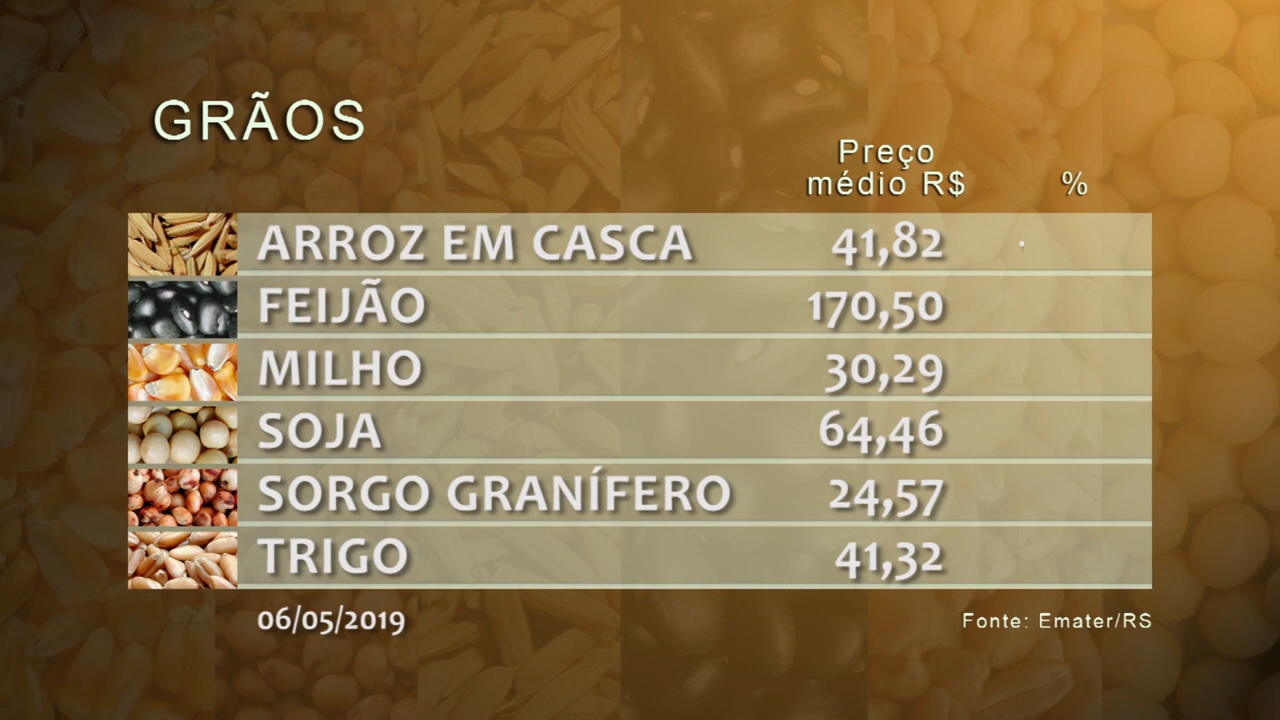 GRÃOS
Preço
médio R$ %
ARROZ EM CASCA 41,82
FEIJÃO 170,50
MILHO 30,29
SOJA 64,46
SORGO GRANÍFERO 24,57
TRIGO 41,32
06/05/2019 Fonte: Emater/RS